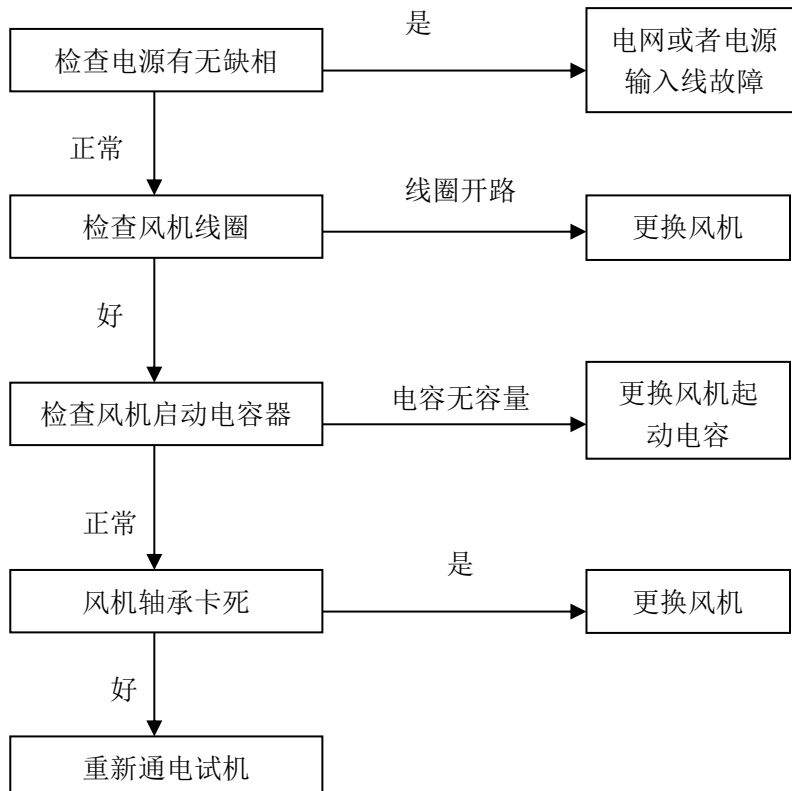 是
检查电源有无缺相
电网或者电源
输入线故障
正常
线圈开路
检查风机线圈
更换风机
好
电容无容量
检查风机启动电容器
更换风机起
动电容
正常
是
风机轴承卡死
更换风机
好
重新通电试机